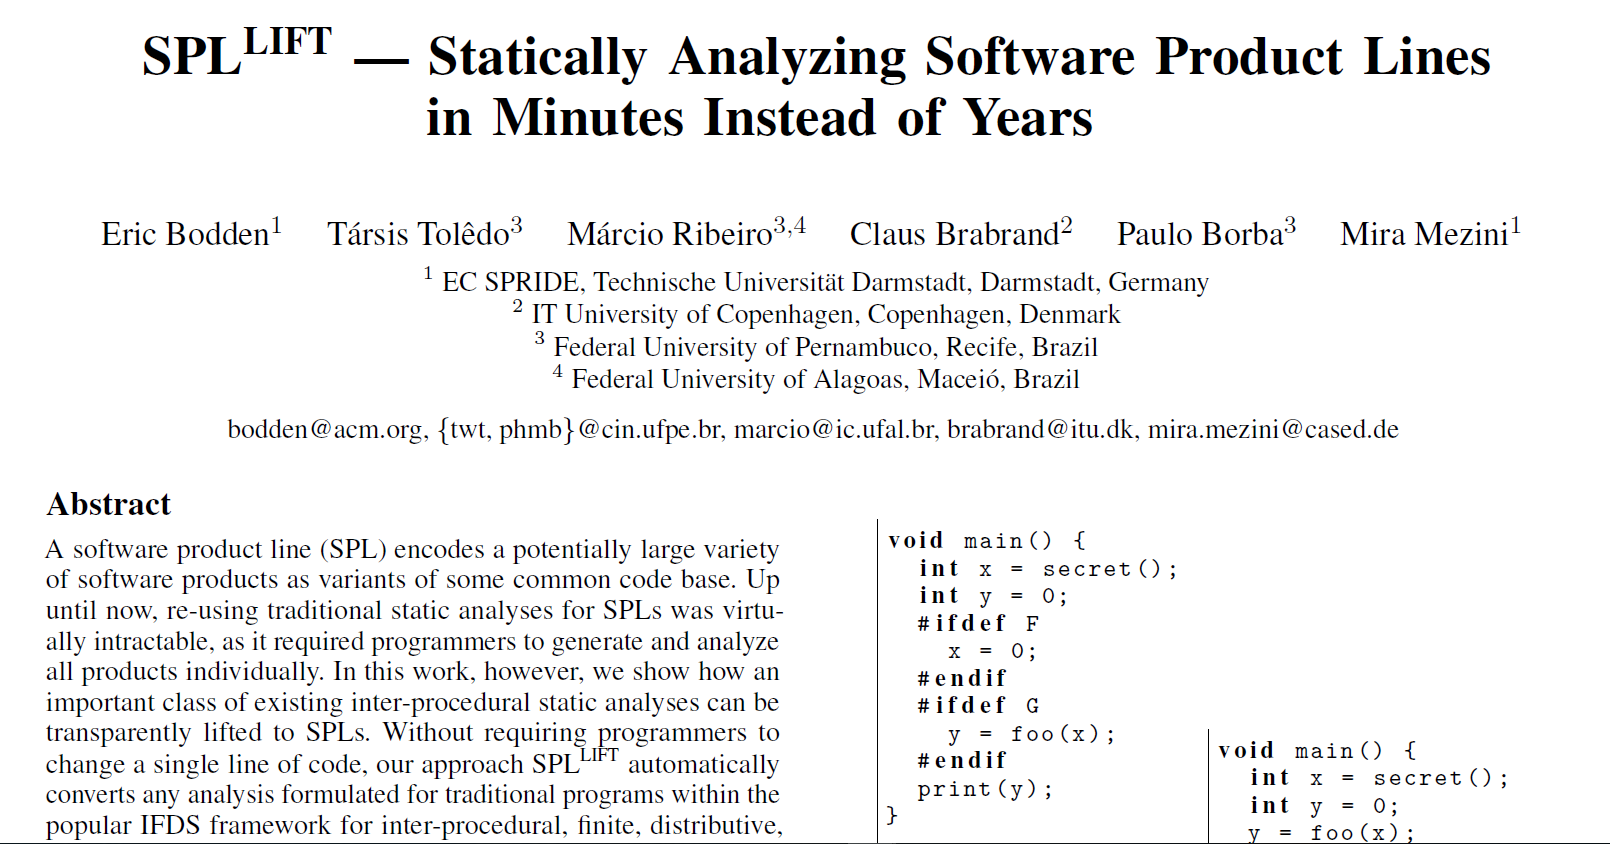 SPL^LIFT — Statically Analyzing Software Product Lines
in Minutes Instead of Years
Eric Bodden¹ Társis Tolêdo³ Márcio Ribeiro³,⁴ Claus Brabrand² Paulo Borba³ Mira Mezini¹
¹ EC SPRIDE, Technische Universität Darmstadt, Darmstadt, Germany
² IT University of Copenhagen, Copenhagen, Denmark
³ Federal University of Pernambuco, Recife, Brazil
⁴ Federal University of Alagoas, Maceió, Brazil
bodden@acm.org, {twt, phmb}@cin.ufpe.br, marcio@ic.ufal.br, brabrand@itu.dk, mira.mezini@cased.de
Abstract
A software product line (SPL) encodes a potentially large variety
of software products as variants of some common code base. Up
until now, re-using traditional static analyses for SPLs was virtu-
ally intractable, as it required programmers to generate and analyze
all products individually. In this work, however, we show how an
important class of existing inter-procedural static analyses can be
transparently lifted to SPLs. Without requiring programmers to
change a single line of code, our approach SPL^LIFT automatically
converts any analysis formulated for traditional programs within the
popular IFDS framework for inter-procedural, finite, distributive,
void main() {
int x = secret();
int y = 0;
#ifdef F
x = 0;
#endif
#ifdef G
y = foo(x);
#endif
print(y);
}
void main() {
int x = secret();
int y = 0;
y = foo(x);